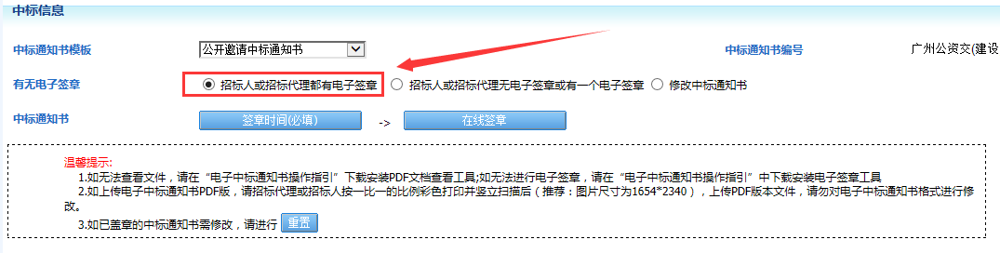 中标信息
中标通知书模板 公开邀请中标通知书 中标通知书编号 广州公资交(建设
有无电子签章 招标人或招标代理都有电子签章 招标人或招标代理无电子签章或有一个电子签章 修改中标通知书
中标通知书 签章时间(必填) -> 在线签章
温馨提示:
1.如无法查看文件，请在“电子中标通知书操作指引”下载安装PDF文档查看工具;如无法进行电子签章，请在“电子中标通知书操作指引”中下载安装电子签章工具
2.如上传电子中标通知书PDF版，请招标代理或招标人按一比一的比例彩色打印并竖立扫描后（推荐：图片尺寸为1654*2340），上传PDF版本文件，请勿对电子中标通知书格式进行修
改。
3.如已盖章的中标通知书需修改，请进行 重置